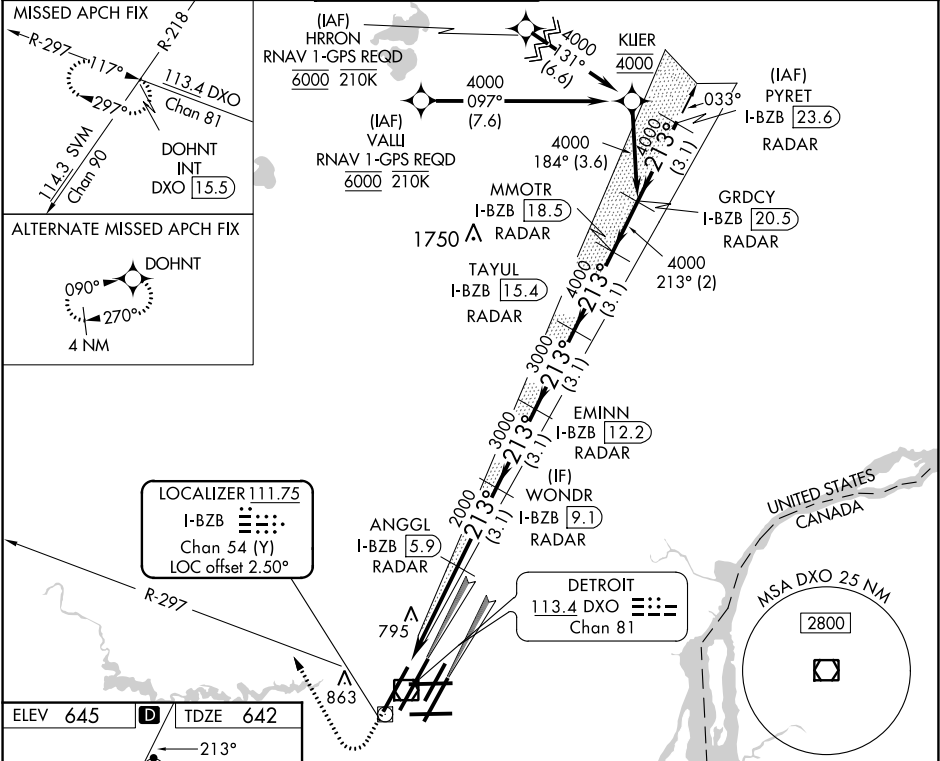 MISSED APCH FIX
R-297
117°
297°
R-218
113.4 DXO
Chan 81
114.3 SVM
Chan 90
DOHNT
INT
DXO 15.5
ALTERNATE MISSED APCH FIX
DOHNT
090°
270°
4 NM
(IAF)
HRRON
RNAV 1-GPS REQD
6000 210K
4000
131°
(6.6)
KLIER
4000
(IAF)
VALLI
RNAV 1-GPS REQD
6000 210K
4000
097°
(7.6)
033°
(IAF)
PYRET
I-BZB 23.6
RADAR
4000
213°
(3.1)
4000
184° (3.6)
MMOTR
I-BZB 18.5
RADAR
GRDCY
I-BZB 20.5
RADAR
4000
213° (2)
1750
TAYUL
I-BZB 15.4
RADAR
4000
213°
(3.1)
3000
213°
(3.1)
EMINN
I-BZB 12.2
RADAR
3000
213°
(3.1)
(IF)
WONDR
I-BZB 9.1
RADAR
2000
213°
(3.1)
ANGGL
I-BZB 5.9
RADAR
LOCALIZER 111.75
I-BZB
Chan 54 (Y)
LOC offset 2.50°
R-297
DETROIT
113.4 DXO
Chan 81
795
863
UNITED STATES
CANADA
MSA DXO 25 NM
2800
ELEV 645
D
TDZE 642
213°